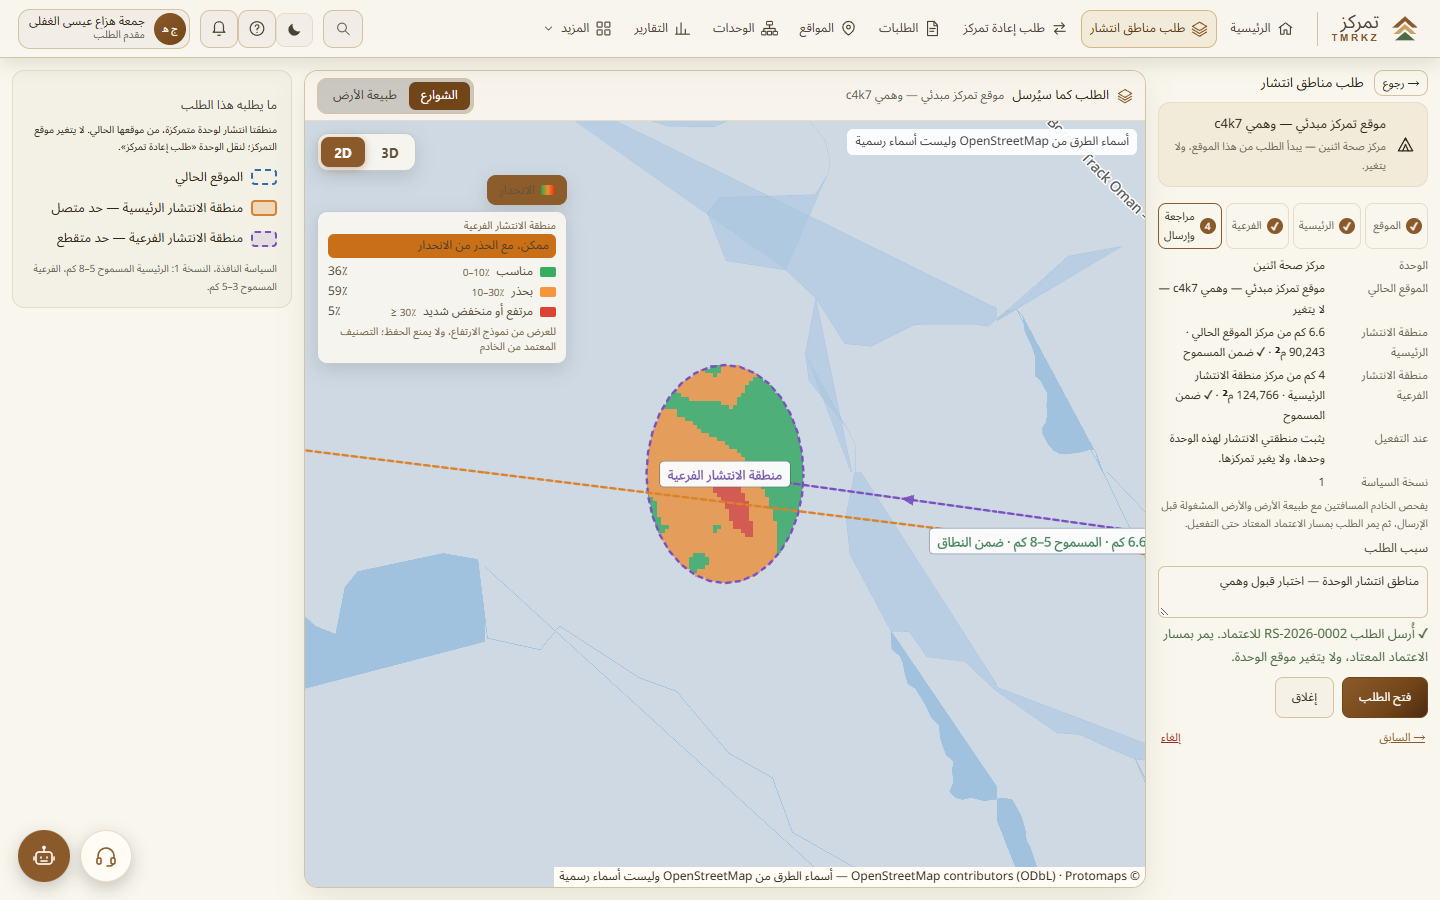 تمركز
TMRKZ
الرئيسية
طلب مناطق انتشار
طلب إعادة تمركز
الطلبات
المواقع
الوحدات
التقارير
المزيد
جمعة هزاع عيسى الغفلي
مقدم الطلب
ج ه
→ رجوع
طلب مناطق انتشار
موقع تمركز مبدئي — وهمي c4k7
مركز صحة اثنين — يبدأ الطلب من هذا الموقع، ولا
يتغير.
الموقع
الرئيسية
الفرعية
4
مراجعة
وإرسال
الوحدة
مركز صحة اثنين
الموقع الحالي
موقع تمركز مبدئي — وهمي c4k7 —
لا يتغير
منطقة الانتشار
الرئيسية
6.6 كم من مركز الموقع الحالي ·
90,243 م² · ✓ ضمن المسموح
منطقة الانتشار
الفرعية
4 كم من مركز منطقة الانتشار
الرئيسية · 124,766 م² · ✓ ضمن
المسموح
عند التفعيل
يثبت منطقتي الانتشار لهذه الوحدة
وحدها، ولا يغير تمركزها.
نسخة السياسة
1
يفحص الخادم المسافتين مع طبيعة الأرض والأرض المشغولة قبل
الإرسال، ثم يمر الطلب بمسار الاعتماد المعتاد حتى التفعيل.
سبب الطلب
مناطق انتشار الوحدة — اختبار قبول وهمي
✓ أُرسل الطلب RS-2026-0002 للاعتماد. يمر بمسار
الاعتماد المعتاد، ولا يتغير موقع الوحدة.
فتح الطلب
إغلاق
→ السابق
إلغاء
الطلب كما سيُرسل
موقع تمركز مبدئي — وهمي c4k7
الشوارع
طبيعة الأرض
أسماء الطرق من OpenStreetMap وليست أسماء رسمية
Track Oman -
2D
3D
الانحدار
منطقة الانتشار الفرعية
ممكن، مع الحذر من الانحدار
مناسب 0–10٪ 36٪
بحذر 10–30٪ 59٪
مرتفع أو منخفض شديد ≥ 30٪ 5٪
للعرض من نموذج الارتفاع، ولا يمنع الحفظ؛ التصنيف
المعتمد من الخادم
منطقة الانتشار الفرعية
6.6 كم · المسموح 5–8 كم · ضمن النطاق
© OpenStreetMap contributors (ODbL) · Protomaps — أسماء الطرق من OpenStreetMap وليست أسماء رسمية
ما يطلبه هذا الطلب
منطقتا انتشار لوحدة متمركزة، من موقعها الحالي. لا يتغير موقع
التمركز؛ لنقل الوحدة «طلب إعادة تمركز».
الموقع الحالي
منطقة الانتشار الرئيسية — حد متصل
منطقة الانتشار الفرعية — حد متقطع
السياسة النافذة، النسخة 1: الرئيسية المسموح 5–8 كم، الفرعية
المسموح 3–5 كم.